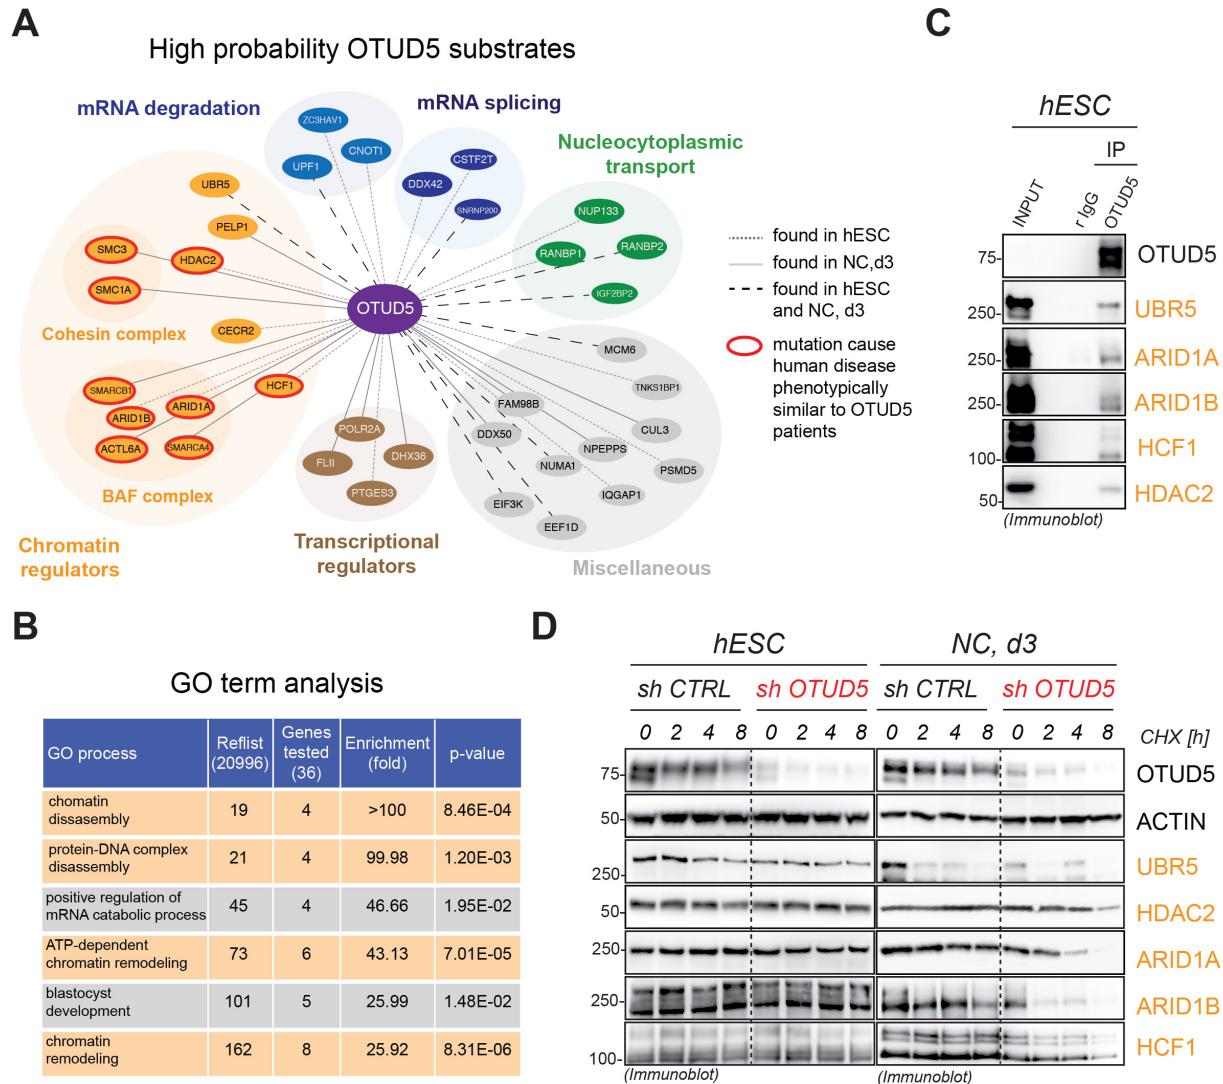 A
High probability OTUD5 substrates
mRNA degradation
mRNA splicing
Nucleocytoplasmic
transport
ZC3HAV1
CNOT1
UPF1
CSTF2T
DDX42
SNRNP200
NUP133
RANBP1
RANBP2
IGF2BP2
UBR5
PELP1
SMC3
HDAC2
SMC1A
Cohesin complex
CECR2
OTUD5
SMARCB1
ARID1B
ARID1A
HCF1
ACTL6A
SMARCA4
BAF complex
Chromatin
regulators
POLR2A
FLII
DHX36
PTGES3
Transcriptional
regulators
MCM6
TNKS1BP1
FAM98B
CUL3
DDX50
NPEPPS
NUMA1
PSMD5
IQGAP1
EIF3K
EEF1D
Miscellaneous
found in hESC
found in NC,d3
found in hESC
and NC, d3
mutation cause
human disease
phenotypically
similar to OTUD5
patients
C
hESC
IP
INPUT
r IgG
OTUD5
75-
OTUD5
250-
UBR5
250-
ARID1A
250-
ARID1B
100-
HCF1
50-
HDAC2
(Immunoblot)
B
GO term analysis
GO process
Reflist
(20996)
Genes
tested
(36)
Enrichment
(fold)
p-value
chomatin
dissasembly
19
4
>100
8.46E-04
protein-DNA complex
disassembly
21
4
99.98
1.20E-03
positive regulation of
mRNA catabolic process
45
4
46.66
1.95E-02
ATP-dependent
chromatin remodeling
73
6
43.13
7.01E-05
blastocyst
development
101
5
25.99
1.48E-02
chromatin
remodeling
162
8
25.92
8.31E-06
D
hESC
NC, d3
sh CTRL
sh OTUD5
sh CTRL
sh OTUD5
0 2 4 8 0 2 4 8 0 2 4 8 0 2 4 8
CHX [h]
75-
75-
OTUD5
50-
50-
ACTIN
250-
250-
UBR5
50-
50-
HDAC2
250-
250-
ARID1A
250-
250-
ARID1B
100-
100-
HCF1
(Immunoblot)
(Immunoblot)